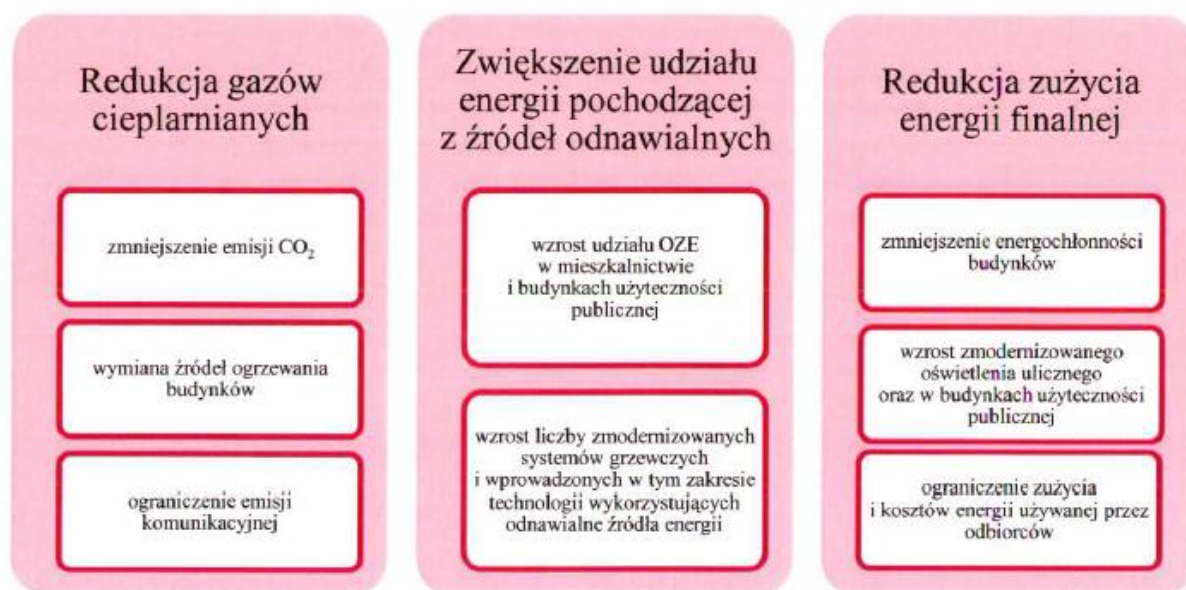 Redukcja gazów
cieplarnianych
zmniejszenie emisji CO₂
wymiana źródeł ogrzewania
budynków
ograniczenie emisji
komunikacyjnej
Zwiększenie udziału
energii pochodzącej
z źródeł odnawialnych
wzrost udziału OZE
w mieszkalnictwie
i budynkach użyteczności
publicznej
wzrost liczby zmodernizowanych
systemów grzewczych
i wprowadzonych w tym zakresie
technologii wykorzystujących
odnawialne źródła energii
Redukcja zużycia
energii finalnej
zmniejszenie energochłonności
budynków
wzrost zmodernizowanego
oświetlenia ulicznego
oraz w budynkach użyteczności
publicznej
ograniczenie zużycia
i kosztów energii używanej przez
odbiorców